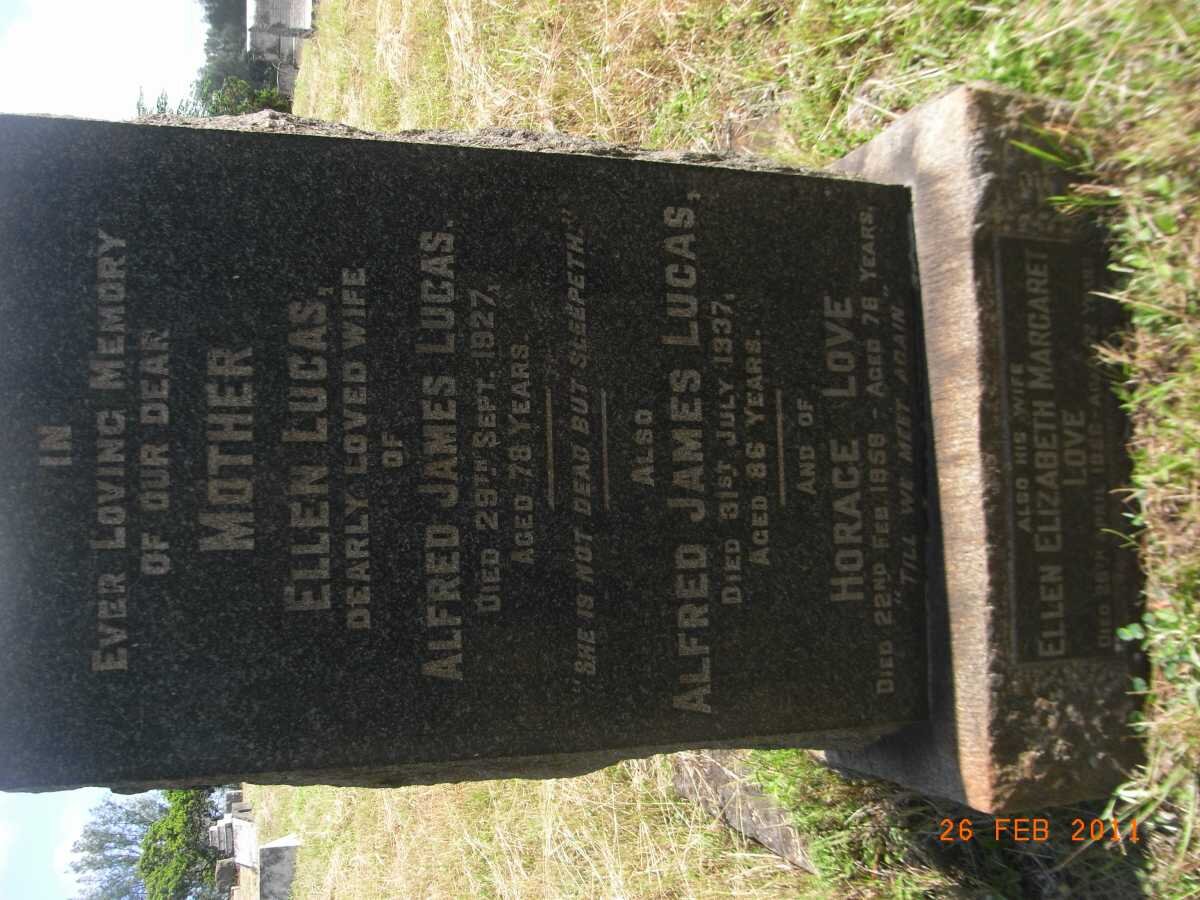 IN
EVER LOVING MEMORY
OF OUR DEAR
MOTHER
ELLEN LUCAS,
DEARLY LOVED WIFE
OF
ALFRED JAMES LUCAS.
DIED 29TH SEPT. 1927,
AGED 78 YEARS.
"SHE IS NOT DEAD BUT SLEEPETH."
ALSO
ALFRED JAMES LUCAS,
DIED 31ST JULY 1937,
AGED 86 YEARS.
AND OF
HORACE LOVE
DIED 22ND FEB. 1956 - AGED 78 YEARS.
"TILL WE MEET AGAIN"
ALSO HIS WIFE
ELLEN ELIZABETH MARGARET
LOVE
DIED
26 FEB 2011